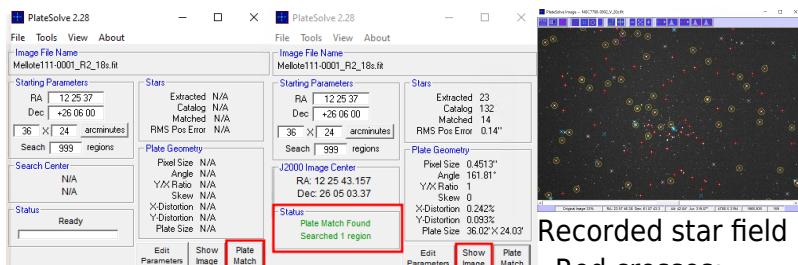 PlateSolve 2.28
File Tools View About
Image File Name
Mellote111-0001_R2_18s.fit
Starting Parameters
RA 12 25 37
Dec +26 06 00
36 X 24 arcminutes
Seach 999 regions
Search Center
N/A
N/A
Status
Ready
Stars
Extracted N/A
Catalog N/A
Matched N/A
RMS Pos Error N/A
Plate Geometry
Pixel Size N/A
Angle N/A
Y/X Ratio N/A
Skew N/A
X-Distortion N/A
Y-Distortion N/A
Plate Size N/A
Edit Parameters
Show Image
Plate Match
PlateSolve 2.28
File Tools View About
Image File Name
Mellote111-0001_R2_18s.fit
Starting Parameters
RA 12 25 37
Dec +26 06 00
36 X 24 arcminutes
Seach 999 regions
J2000 Image Center
RA: 12 25 43.157
Dec: 26 05 03.37
Status
Plate Match Found
Searched 1 region
Stars
Extracted 23
Catalog 132
Matched 14
RMS Pos Error 0.14"
Plate Geometry
Pixel Size 0.4513"
Angle 161.81°
Y/X Ratio 1
Skew 0
X-Distortion 0.242%
Y-Distortion 0.093%
Plate Size 36.02' X 24.03'
Edit Parameters
Show Image
Plate Match
Recorded star field
Red crosses: